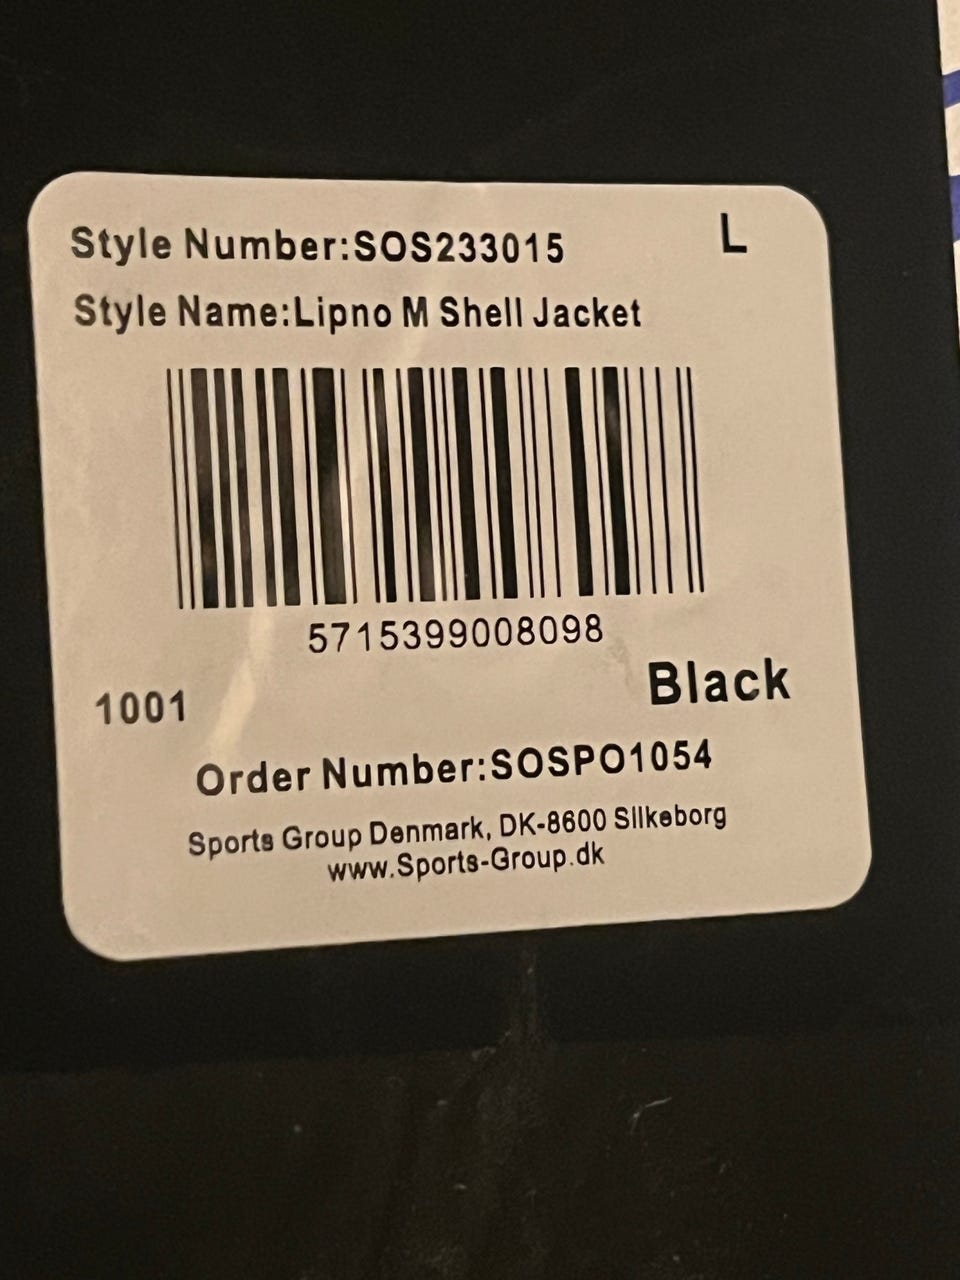 Style Number:SOS233015
L
Style Name:Lipno M Shell Jacket
5715399008098
1001
Black
Order Number:SOSPO1054
Sports Group Denmark, DK-8600 Silkeborg
www.Sports-Group.dk